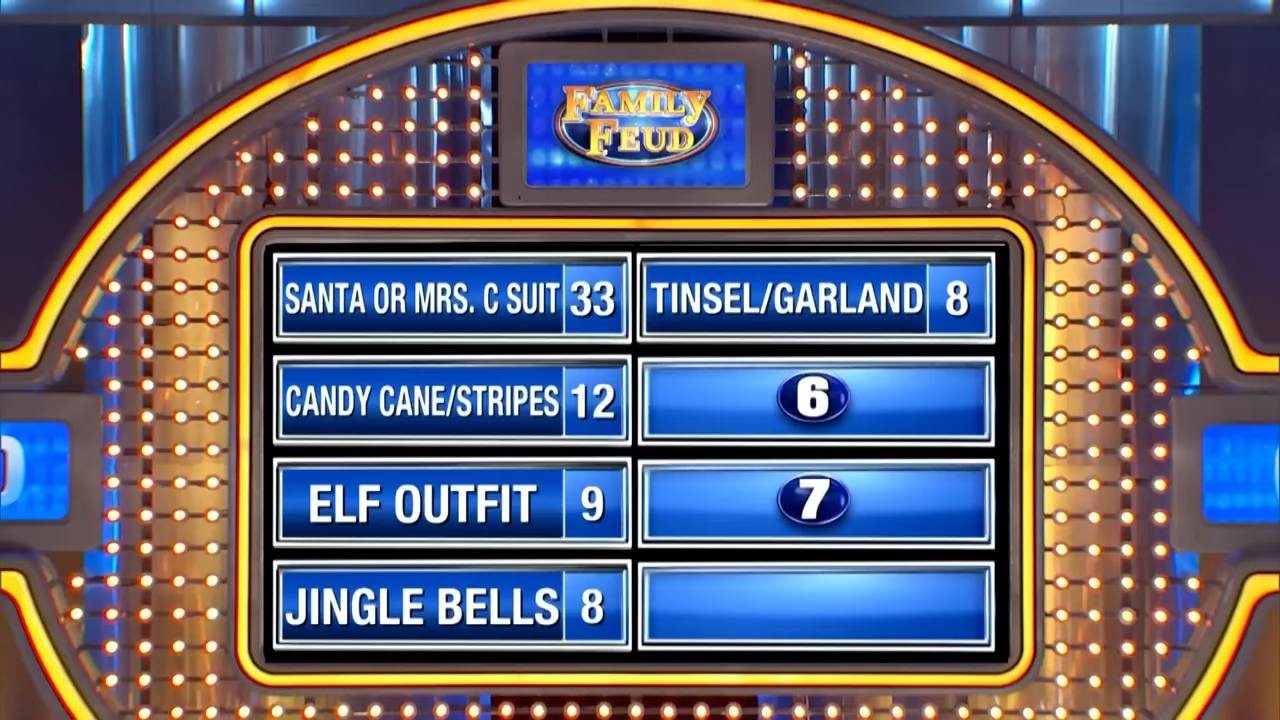 FAMILY
FEUD
SANTA OR MRS. C SUIT 33
TINSEL/GARLAND 8
CANDY CANE/STRIPES 12
6
ELF OUTFIT 9
7
JINGLE BELLS 8